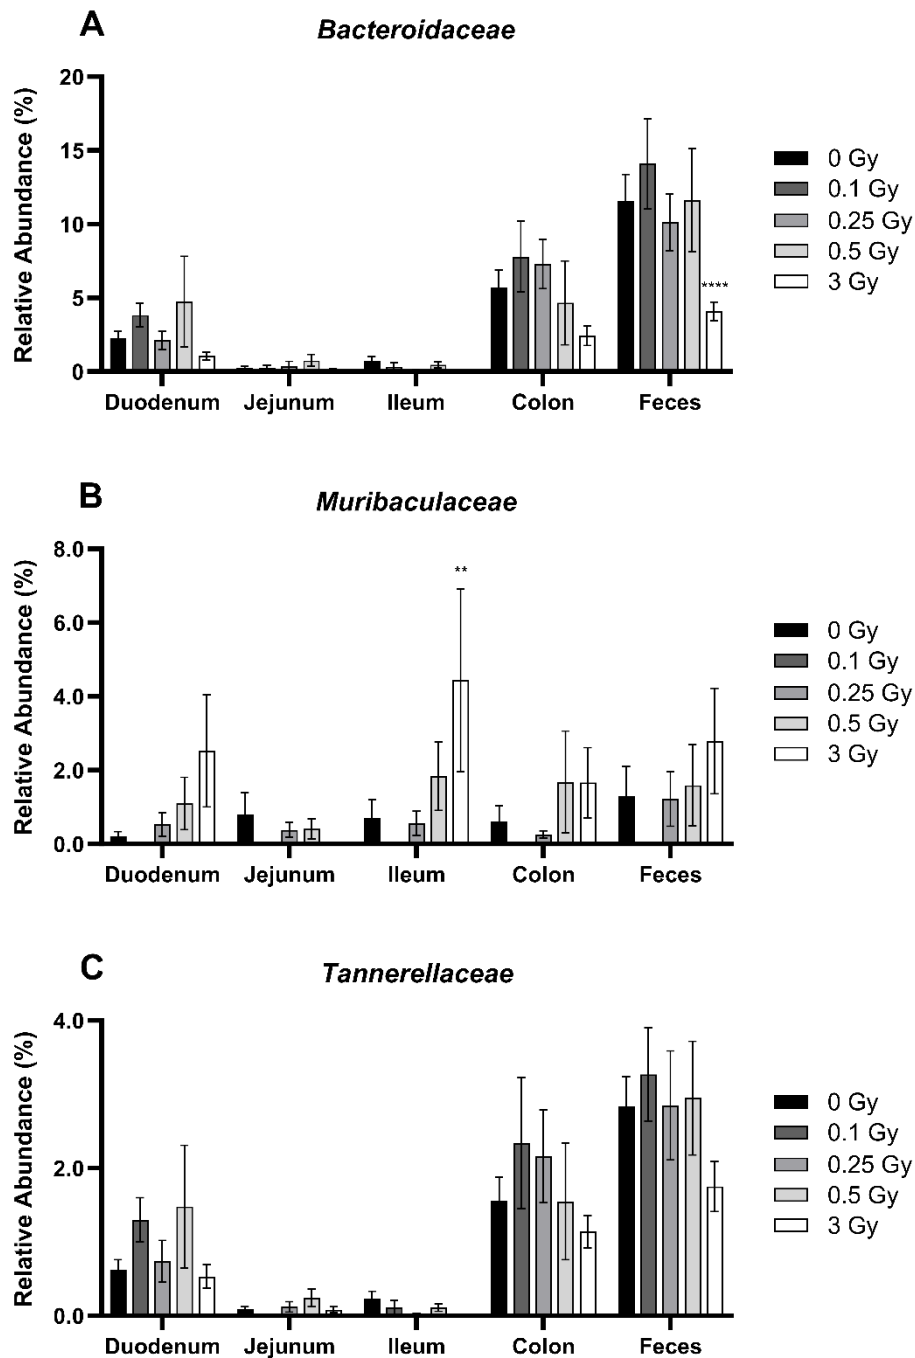 A
Bacteroidaceae
Relative Abundance (%)
20
15
10
5
0
****
Duodenum Jejunum Ileum Colon Feces
0 Gy
0.1 Gy
0.25 Gy
0.5 Gy
3 Gy
B
Muribaculaceae
Relative Abundance (%)
8.0
6.0
4.0
2.0
0.0
**
Duodenum Jejunum Ileum Colon Feces
0 Gy
0.1 Gy
0.25 Gy
0.5 Gy
3 Gy
C
Tannerellaceae
Relative Abundance (%)
4.0
2.0
0.0
Duodenum Jejunum Ileum Colon Feces
0 Gy
0.1 Gy
0.25 Gy
0.5 Gy
3 Gy